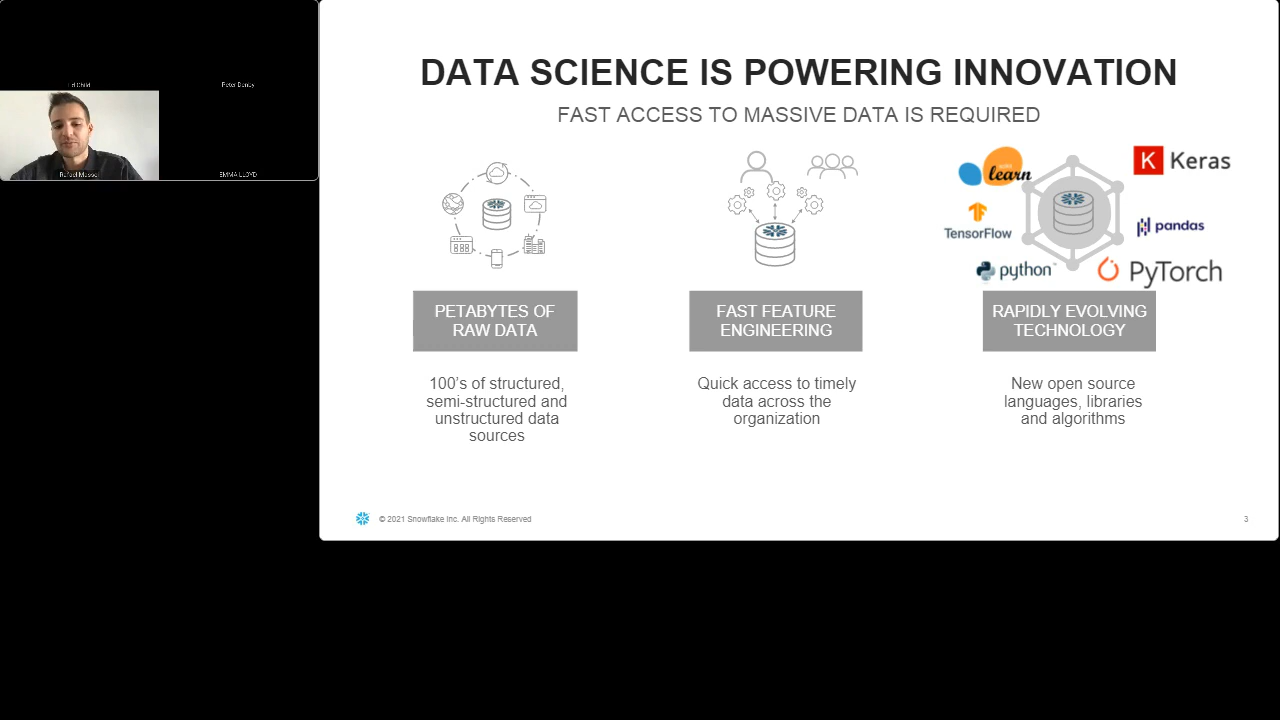 Peter Danby
EMMA LLOYD
DATA SCIENCE IS POWERING INNOVATION
FAST ACCESS TO MASSIVE DATA IS REQUIRED
learn
Keras
TensorFlow
pandas
python
PyTorch
PETABYTES OF
RAW DATA
100's of structured,
semi-structured and
unstructured data
sources
FAST FEATURE
ENGINEERING
Quick access to timely
data across the
organization
RAPIDLY EVOLVING
TECHNOLOGY
New open source
languages, libraries
and algorithms
© 2021 Snowflake Inc. All Rights Reserved
3